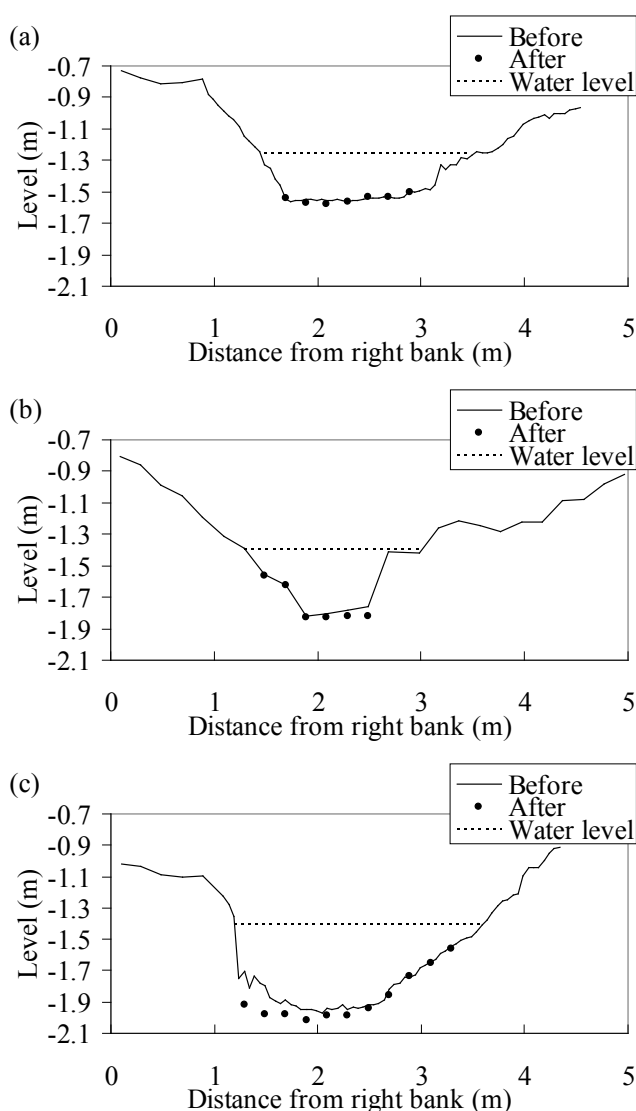 (a)
Before
After
Water level
-0.7
-0.9
-1.1
-1.3
-1.5
-1.7
-1.9
-2.1
Level (m)
0 1 2 3 4 5
Distance from right bank (m)
(b)
Before
After
Water level
-0.7
-0.9
-1.1
-1.3
-1.5
-1.7
-1.9
-2.1
Level (m)
0 1 2 3 4 5
Distance from right bank (m)
(c)
Before
After
Water level
-0.7
-0.9
-1.1
-1.3
-1.5
-1.7
-1.9
-2.1
Level (m)
0 1 2 3 4 5
Distance from right bank (m)